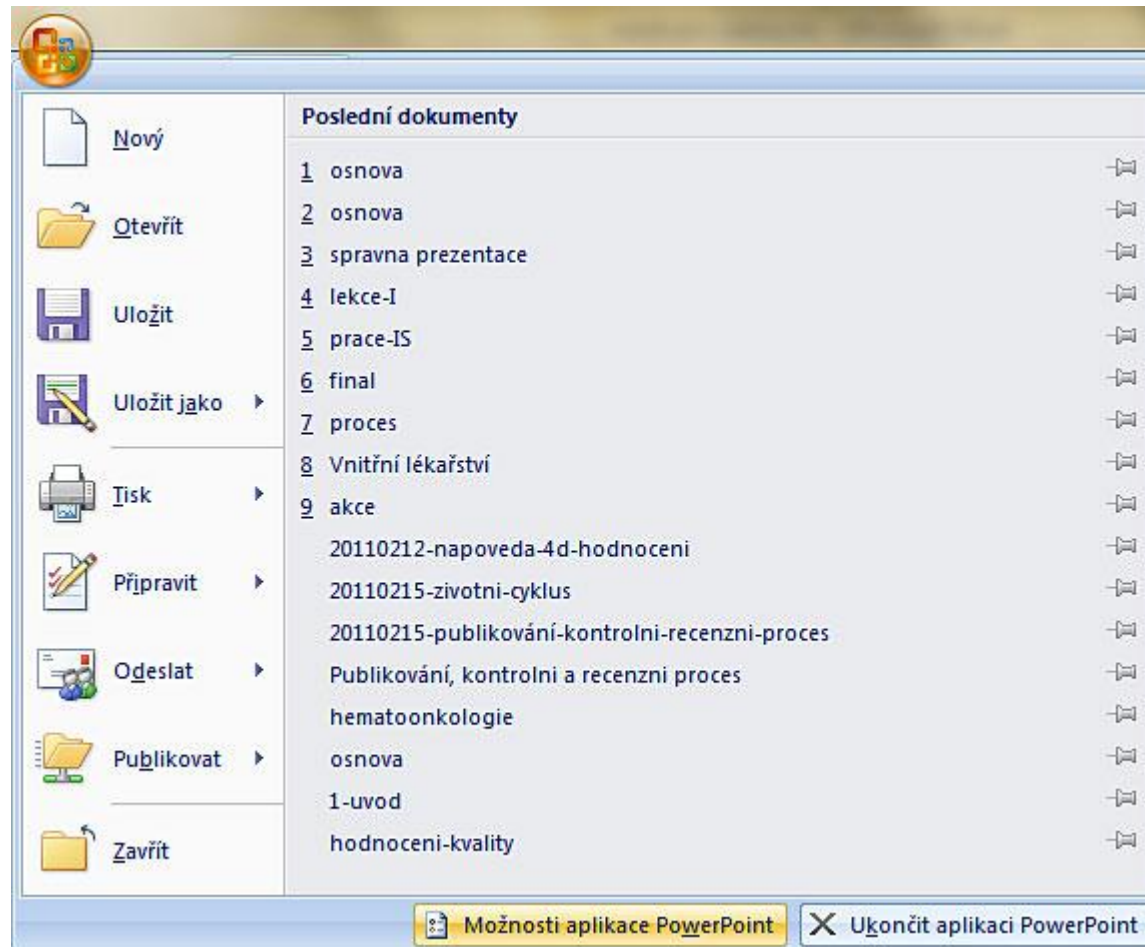 Nový
Otevřít
Uložit
Uložit jako
Tisk
Připravit
Odeslat
Publikovat
Zavřít
Poslední dokumenty
1 osnova
2 osnova
3 spravna prezentace
4 lekce-I
5 prace-IS
6 final
7 proces
8 Vnitřní lékařství
9 akce
20110212-napoveda-4d-hodnoceni
20110215-zivotni-cyklus
20110215-publikování-kontrolni-recenzni-proces
Publikování, kontrolni a recenzni proces
hematoonkologie
osnova
1-uvod
hodnoceni-kvality
Možnosti aplikace PowerPoint
Ukončit aplikaci PowerPoint